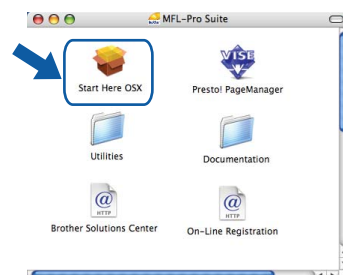 MFL-Pro Suite
VISE
Start Here OSX
Presto! PageManager
Utilities
Documentation
@
HTTP
@
HTTP
Brother Solutions Center
On-Line Registration